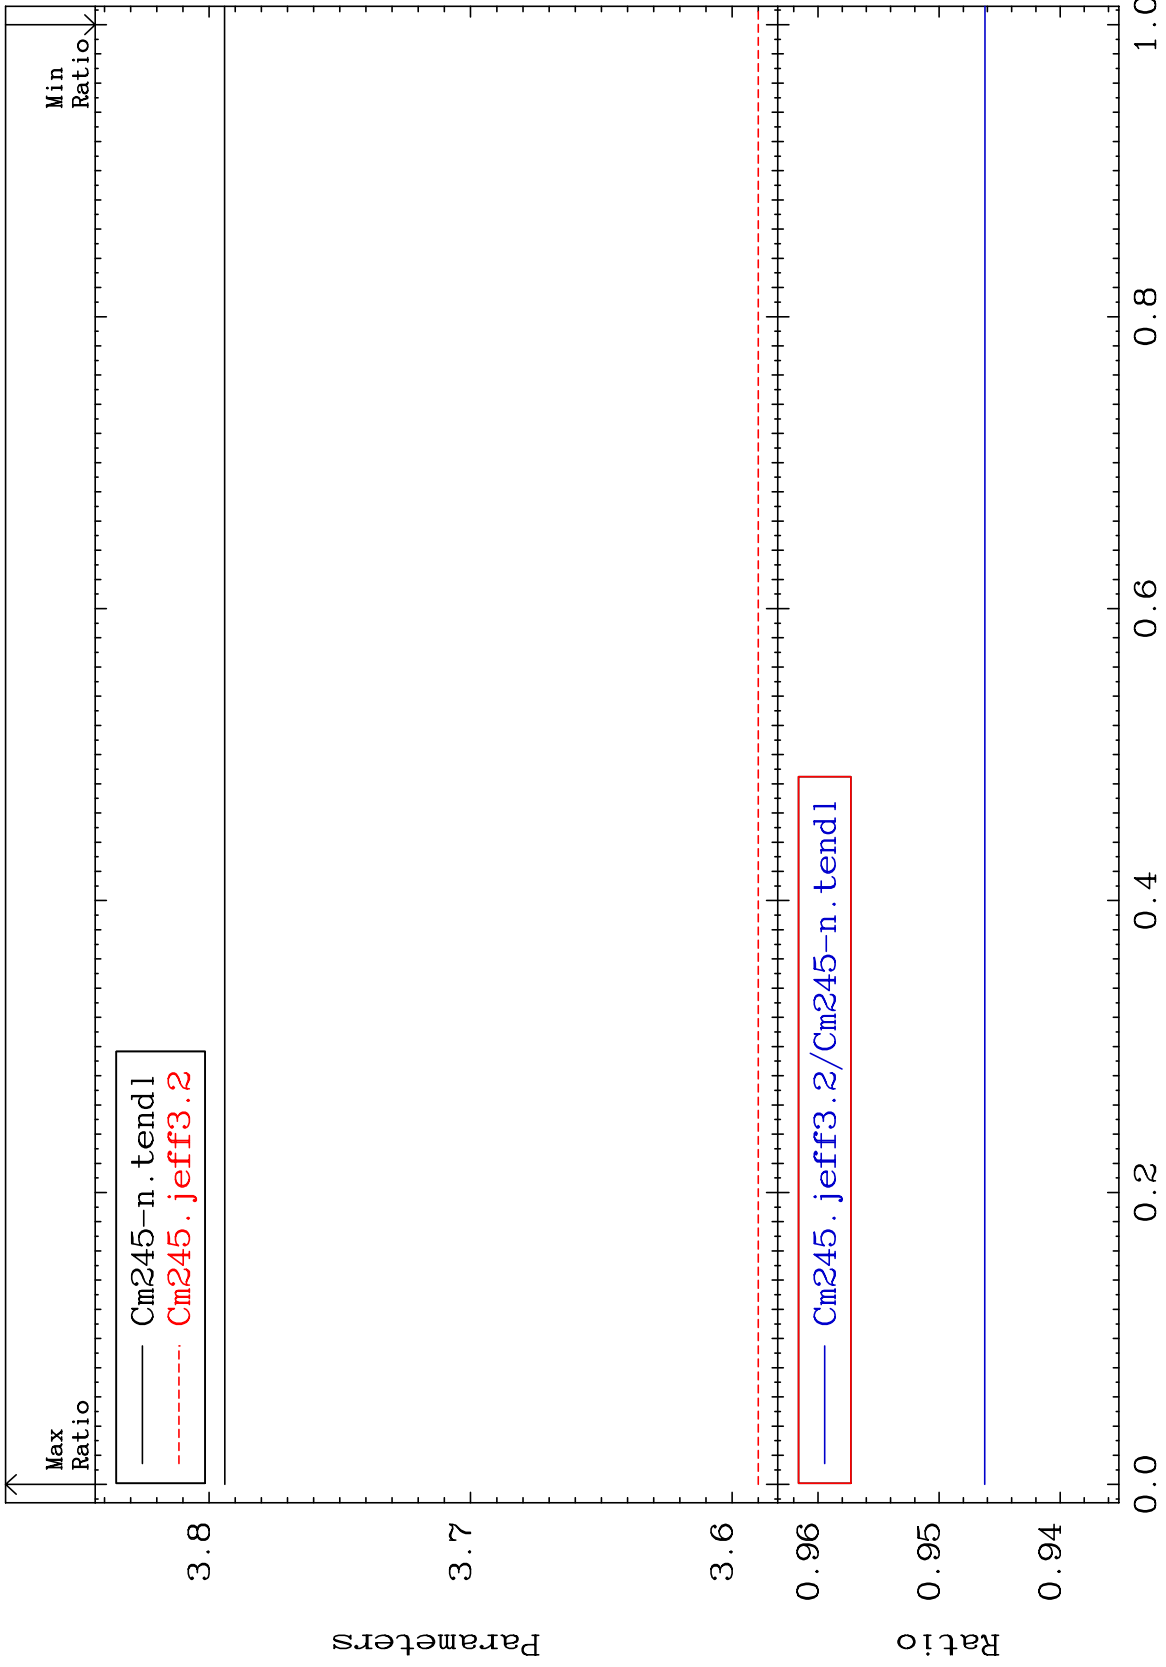 Max
Ratio
Min
Ratio
Cm245-n.tendl
Cm245.jeff3.2
3.8
3.7
3.6
Parameters
Cm245.jeff3.2/Cm245-n.tendl
0.96
0.95
0.94
Ratio
0.0
0.2
0.4
0.6
0.8
1.0